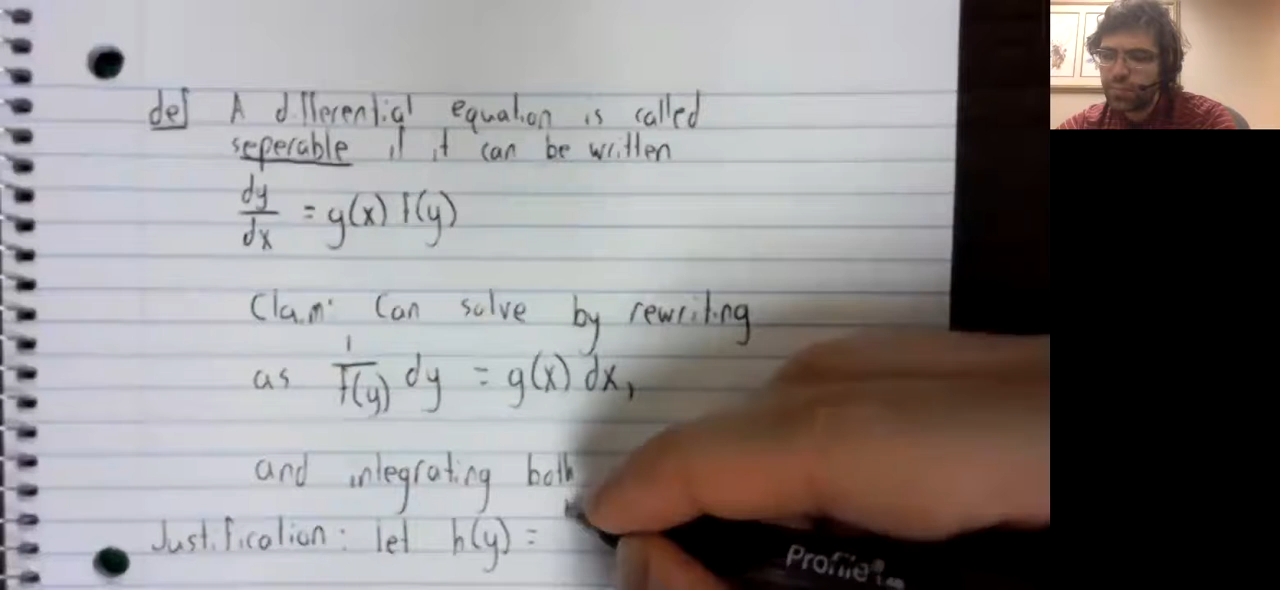 def A differential equation is called
seperable if it can be written
dy/dx = g(x) f(y)
Claim: Can solve by rewriting
as 1/f(y) dy = g(x) dx,
and integrating both
Justification: let h(y) =
Profile